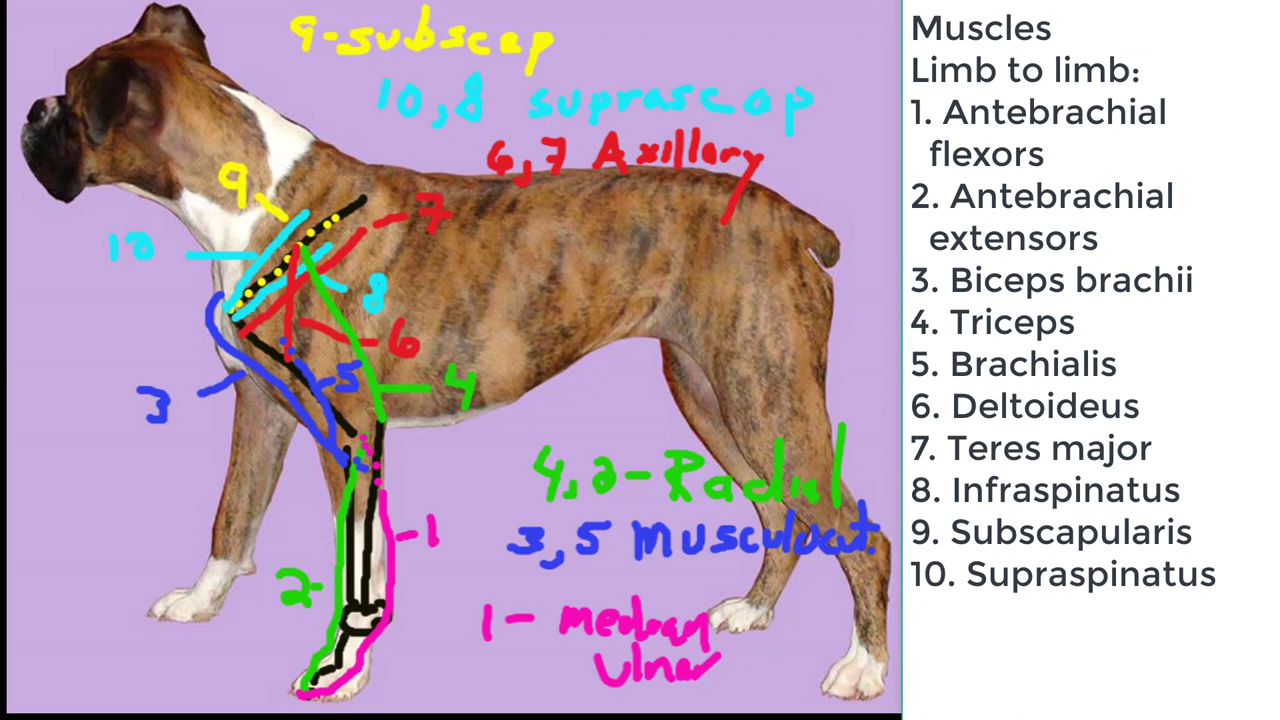 9-subscap
10,8 suprascap
6,7 Axillary
9
7
10
8
6
5
3
4
4,2-Radial
3,5 Musculocut.
1
2
1- median
ulnar
Muscles
Limb to limb:
1. Antebrachial
flexors
2. Antebrachial
extensors
3. Biceps brachii
4. Triceps
5. Brachialis
6. Deltoideus
7. Teres major
8. Infraspinatus
9. Subscapularis
10. Supraspinatus